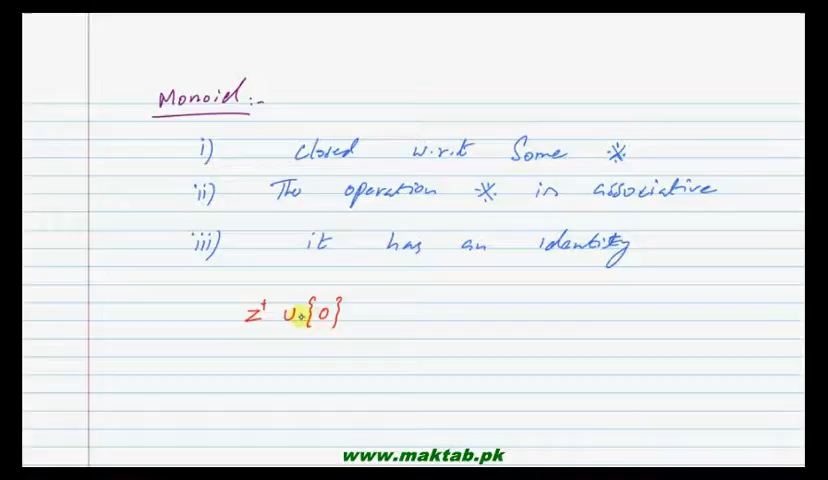 Monoid:-
i) Closed w.r.t Some *
ii) The operation * is associative
iii) it has an identity
Z⁺ ∪ {0}
www.maktab.pk